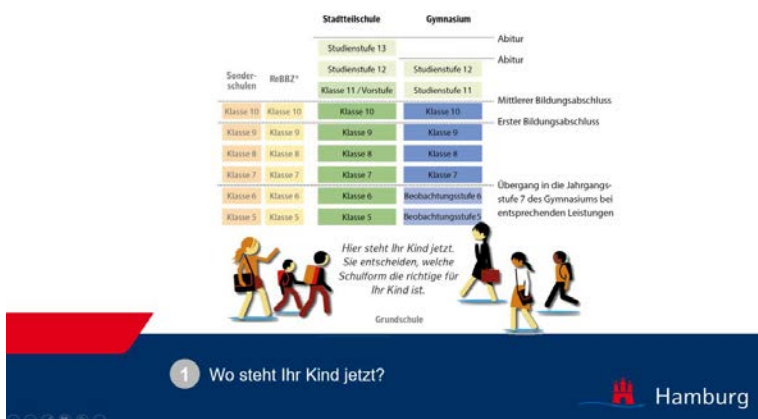 Stadtteilschule Gymnasium
Abitur
Studienstufe 13
Abitur
Studienstufe 12 Studienstufe 12
Sonder-
schulen
ReBBZ*
Klasse 11/Vorstufe Studienstufe 11
Mittlerer Bildungsabschluss
Klasse 10 Klasse 10 Klasse 10 Klasse 10
Erster Bildungsabschluss
Klasse 9 Klasse 9 Klasse 9 Klasse 9
Klasse 8 Klasse 8 Klasse 8 Klasse 8
Klasse 7 Klasse 7 Klasse 7 Klasse 7
Übergang in die Jahrgangs-
stufe 7 des Gymnasiums bei
entsprechenden Leistungen
Klasse 6 Klasse 6 Klasse 6 Beobachtungsstufe 6
Klasse 5 Klasse 5 Klasse 5 Beobachtungsstufe 5
Hier steht Ihr Kind jetzt.
Sie entscheiden, welche
Schulform die richtige für
Ihr Kind ist.
Grundschule
1 Wo steht Ihr Kind jetzt?
Hamburg